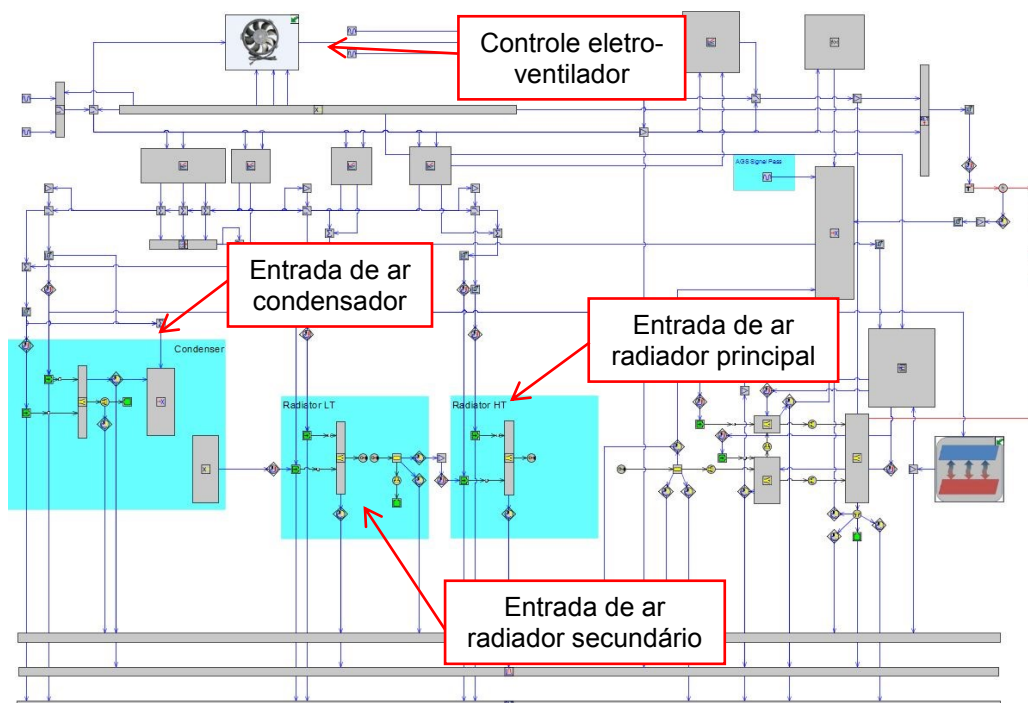 Controle eletro-
ventilador
AGS Signal Pass
Entrada de ar
condensador
Entrada de ar
radiador principal
Condenser
Radiator LT
Radiator HT
Entrada de ar
radiador secundário